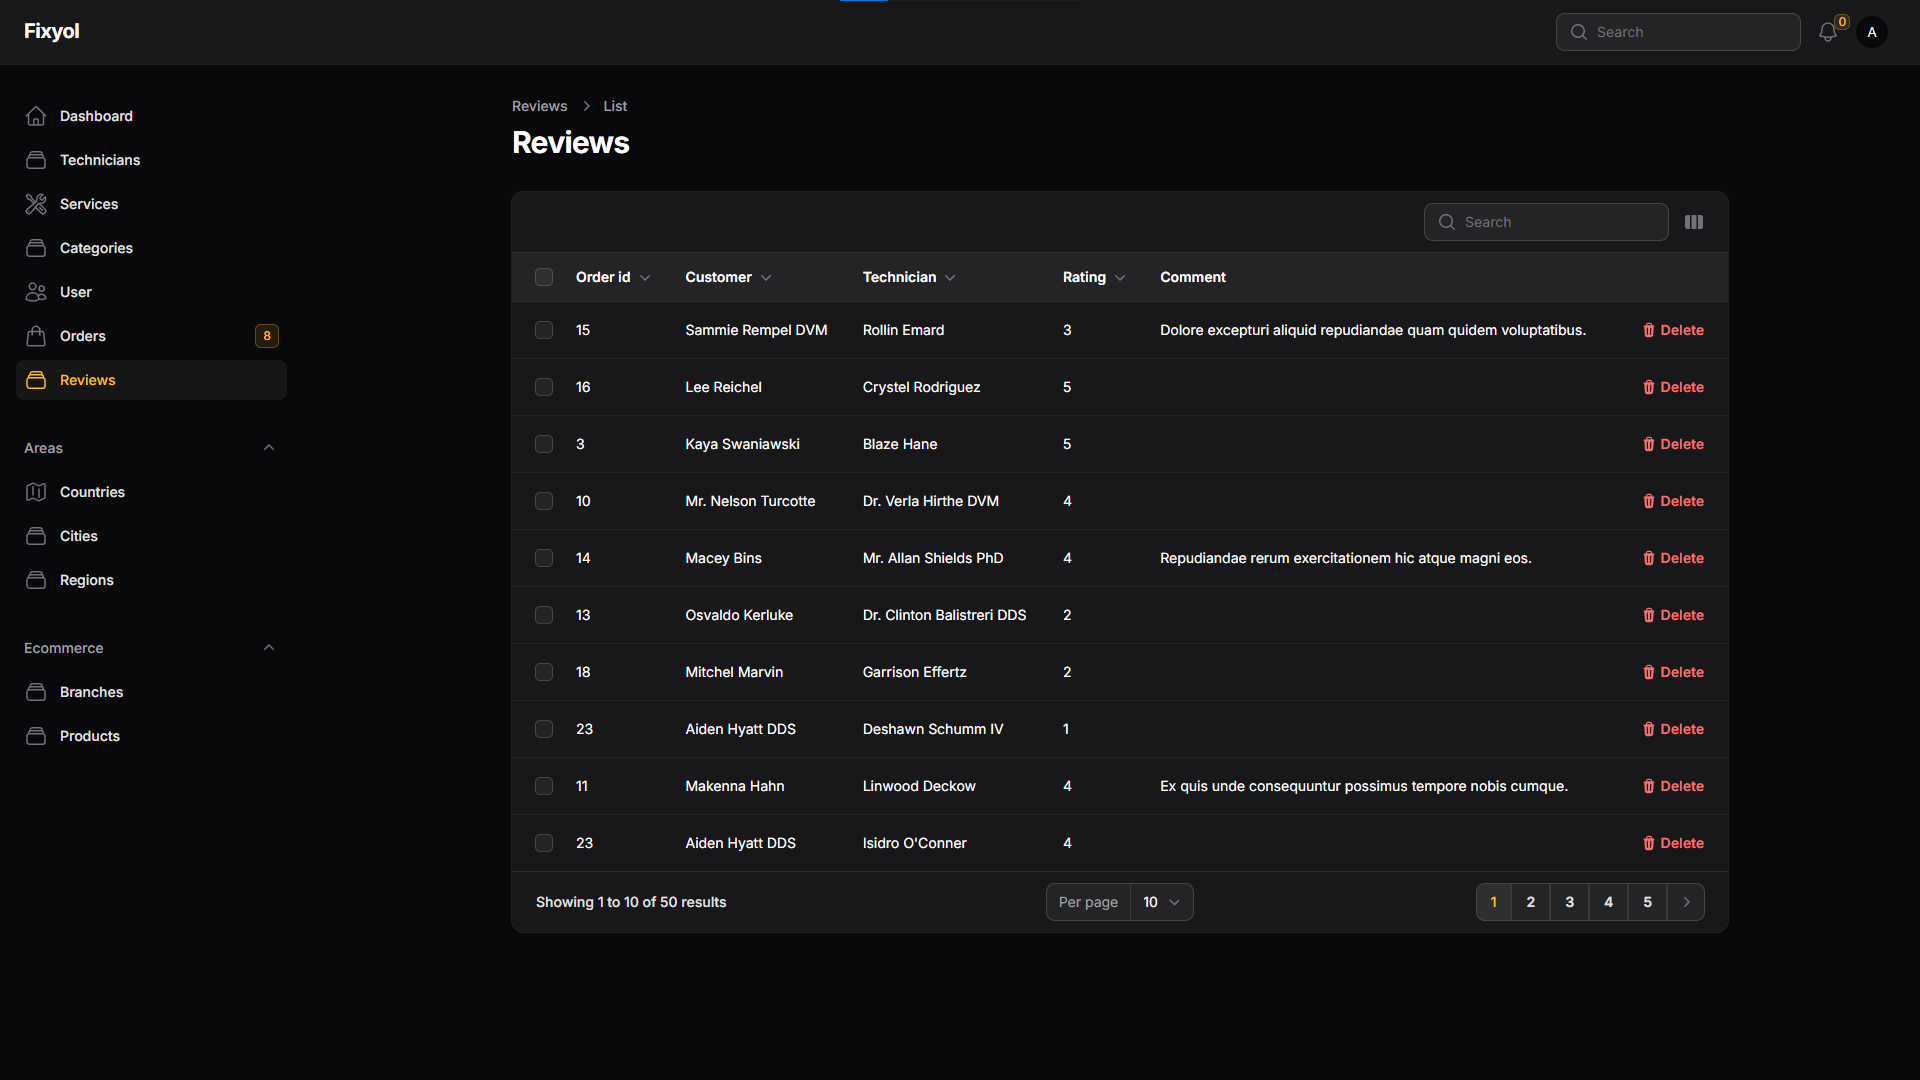 Fixyol
Search
0
A
Dashboard
Technicians
Services
Categories
User
Orders 8
Reviews
Areas
Countries
Cities
Regions
Ecommerce
Branches
Products
Reviews > List
Reviews
Search
Order id Customer Technician Rating Comment
15 Sammie Rempel DVM Rollin Emard 3 Dolore excepturi aliquid repudiandae quam quidem voluptatibus. Delete
16 Lee Reichel Crystel Rodriguez 5 Delete
3 Kaya Swaniawski Blaze Hane 5 Delete
10 Mr. Nelson Turcotte Dr. Verla Hirthe DVM 4 Delete
14 Macey Bins Mr. Allan Shields PhD 4 Repudiandae rerum exercitationem hic atque magni eos. Delete
13 Osvaldo Kerluke Dr. Clinton Balistreri DDS 2 Delete
18 Mitchel Marvin Garrison Effertz 2 Delete
23 Aiden Hyatt DDS Deshawn Schumm IV 1 Delete
11 Makenna Hahn Linwood Deckow 4 Ex quis unde consequuntur possimus tempore nobis cumque. Delete
23 Aiden Hyatt DDS Isidro O'Conner 4 Delete
Showing 1 to 10 of 50 results Per page 10 1 2 3 4 5